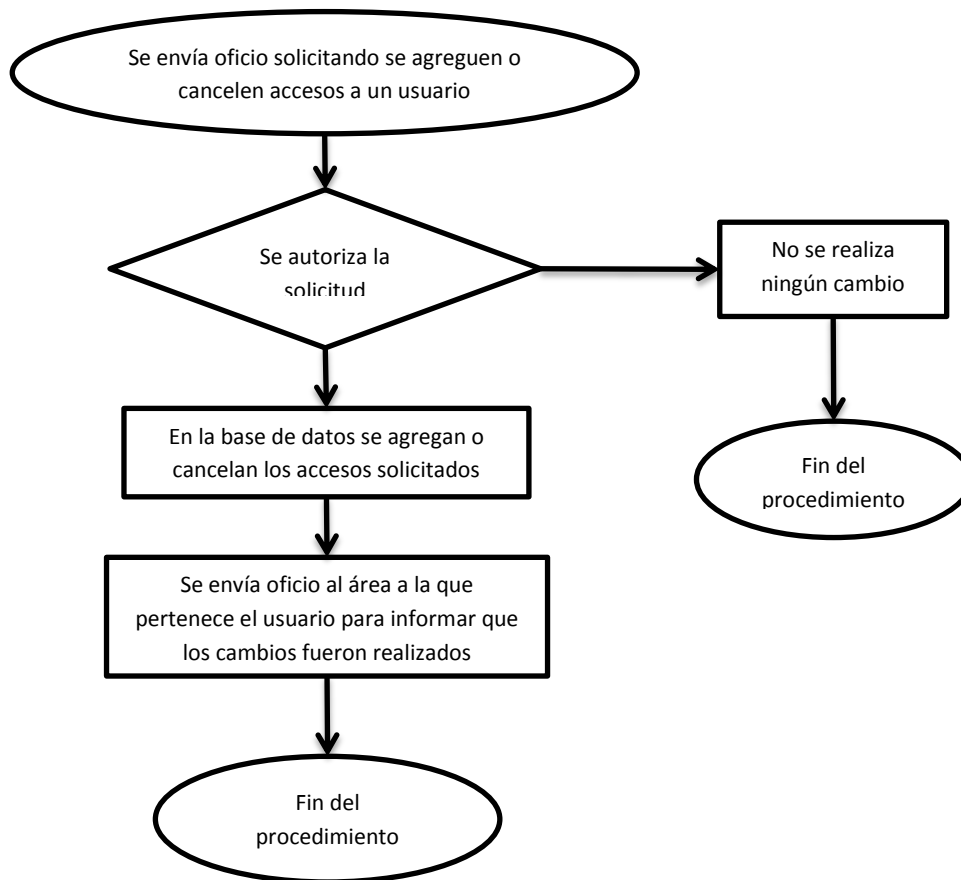 Se envía oficio solicitando se agreguen o
cancelen accesos a un usuario
Se autoriza la
solicitud
No se realiza
ningún cambio
En la base de datos se agregan o
cancelan los accesos solicitados
Fin del
procedimiento
Se envía oficio al área a la que
pertenece el usuario para informar que
los cambios fueron realizados
Fin del
procedimiento